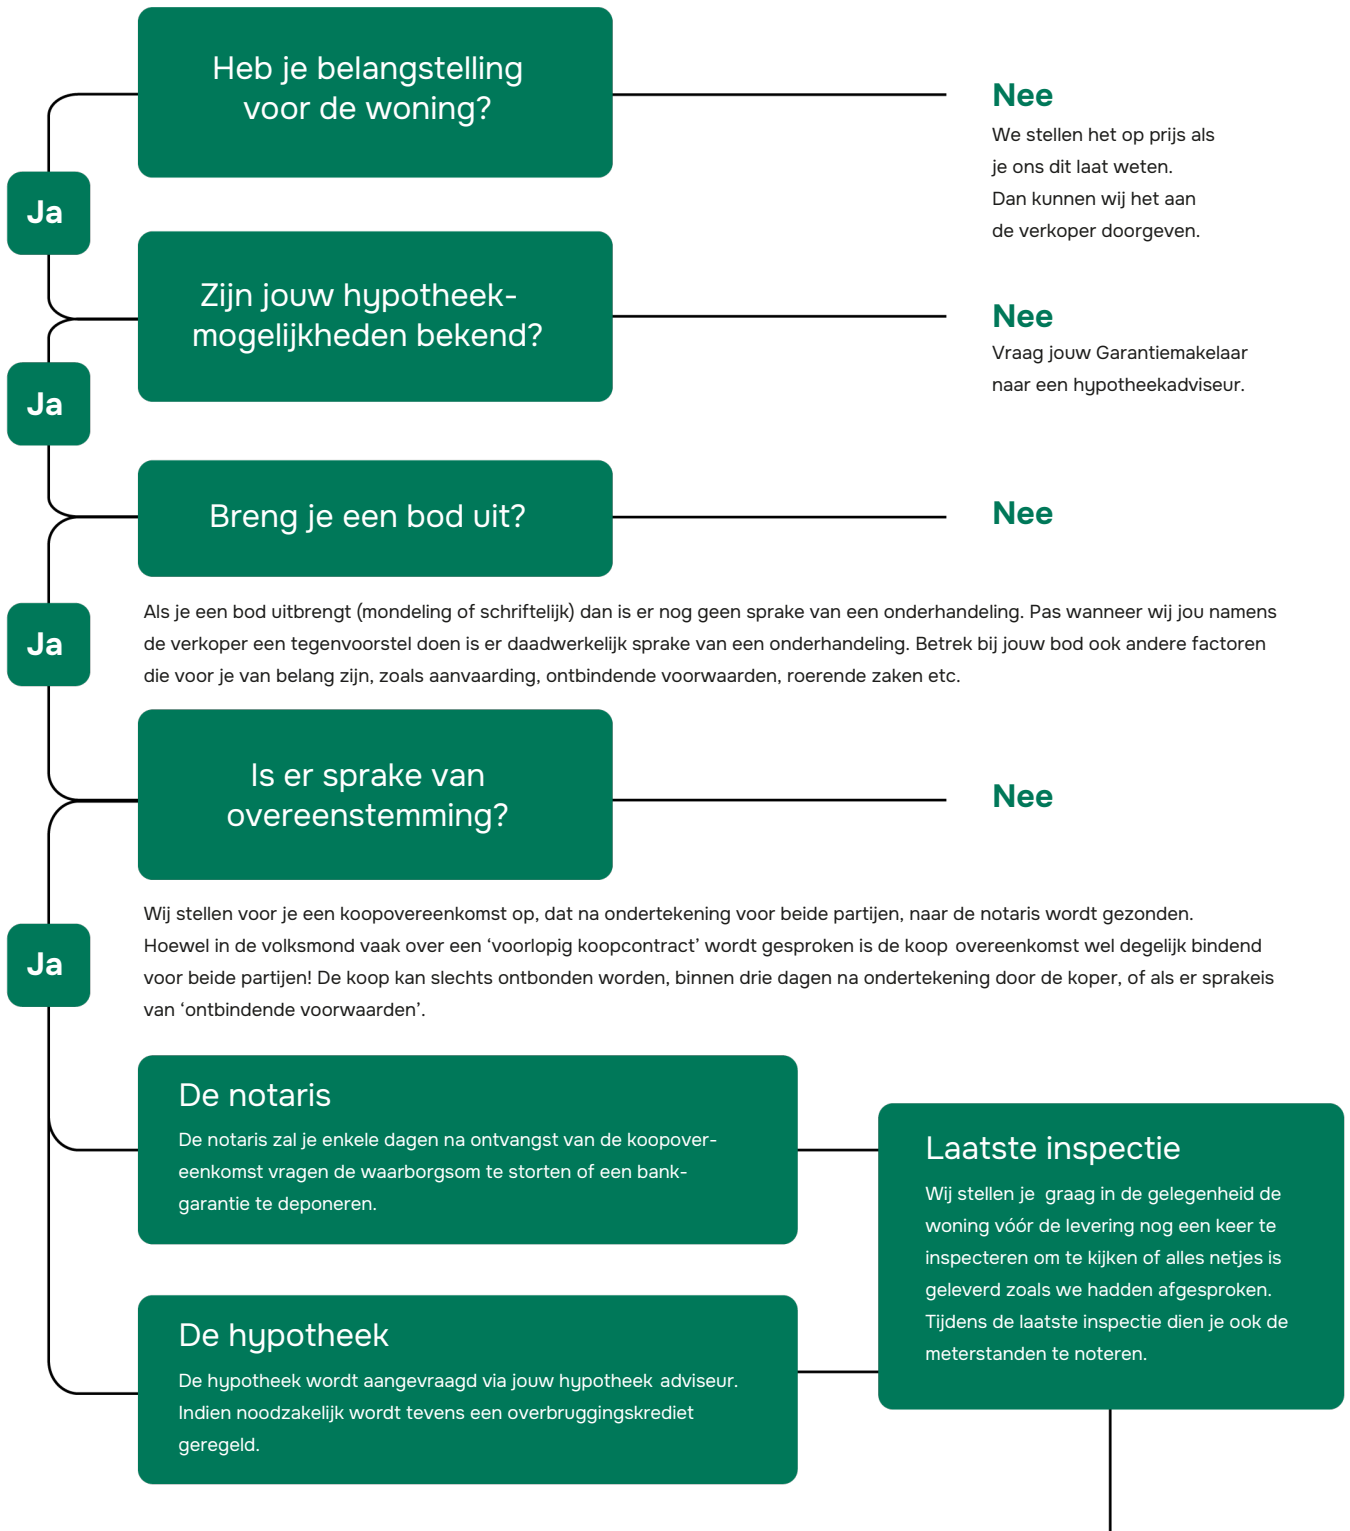 Heb je belangstelling
voor de woning?
Nee
We stellen het op prijs als
je ons dit laat weten.
Dan kunnen wij het aan
de verkoper doorgeven.
Ja
Zijn jouw hypotheek-
mogelijkheden bekend?
Nee
Vraag jouw Garantiemakelaar
naar een hypotheekadviseur.
Ja
Breng je een bod uit?
Nee
Als je een bod uitbrengt (mondeling of schriftelijk) dan is er nog geen sprake van een onderhandeling. Pas wanneer wij jou namens
de verkoper een tegenvoorstel doen is er daadwerkelijk sprake van een onderhandeling. Betrek bij jouw bod ook andere factoren
die voor je van belang zijn, zoals aanvaarding, ontbindende voorwaarden, roerende zaken etc.
Ja
Is er sprake van
overeenstemming?
Nee
Wij stellen voor je een koopovereenkomst op, dat na ondertekening voor beide partijen, naar de notaris wordt gezonden.
Hoewel in de volksmond vaak over een ‘voorlopig koopcontract’ wordt gesproken is de koop overeenkomst wel degelijk bindend
voor beide partijen! De koop kan slechts ontbonden worden, binnen drie dagen na ondertekening door de koper, of als er sprakeis
van ‘ontbindende voorwaarden’.
Ja
De notaris
De notaris zal je enkele dagen na ontvangst van de koopover-
eenkomst vragen de waarborgsom te storten of een bank-
garantie te deponeren.
Laatste inspectie
Wij stellen je graag in de gelegenheid de
woning vóór de levering nog een keer te
inspecteren om te kijken of alles netjes is
geleverd zoals we hadden afgesproken.
Tijdens de laatste inspectie dien je ook de
meterstanden te noteren.
De hypotheek
De hypotheek wordt aangevraagd via jouw hypotheek adviseur.
Indien noodzakelijk wordt tevens een overbruggingskrediet
geregeld.